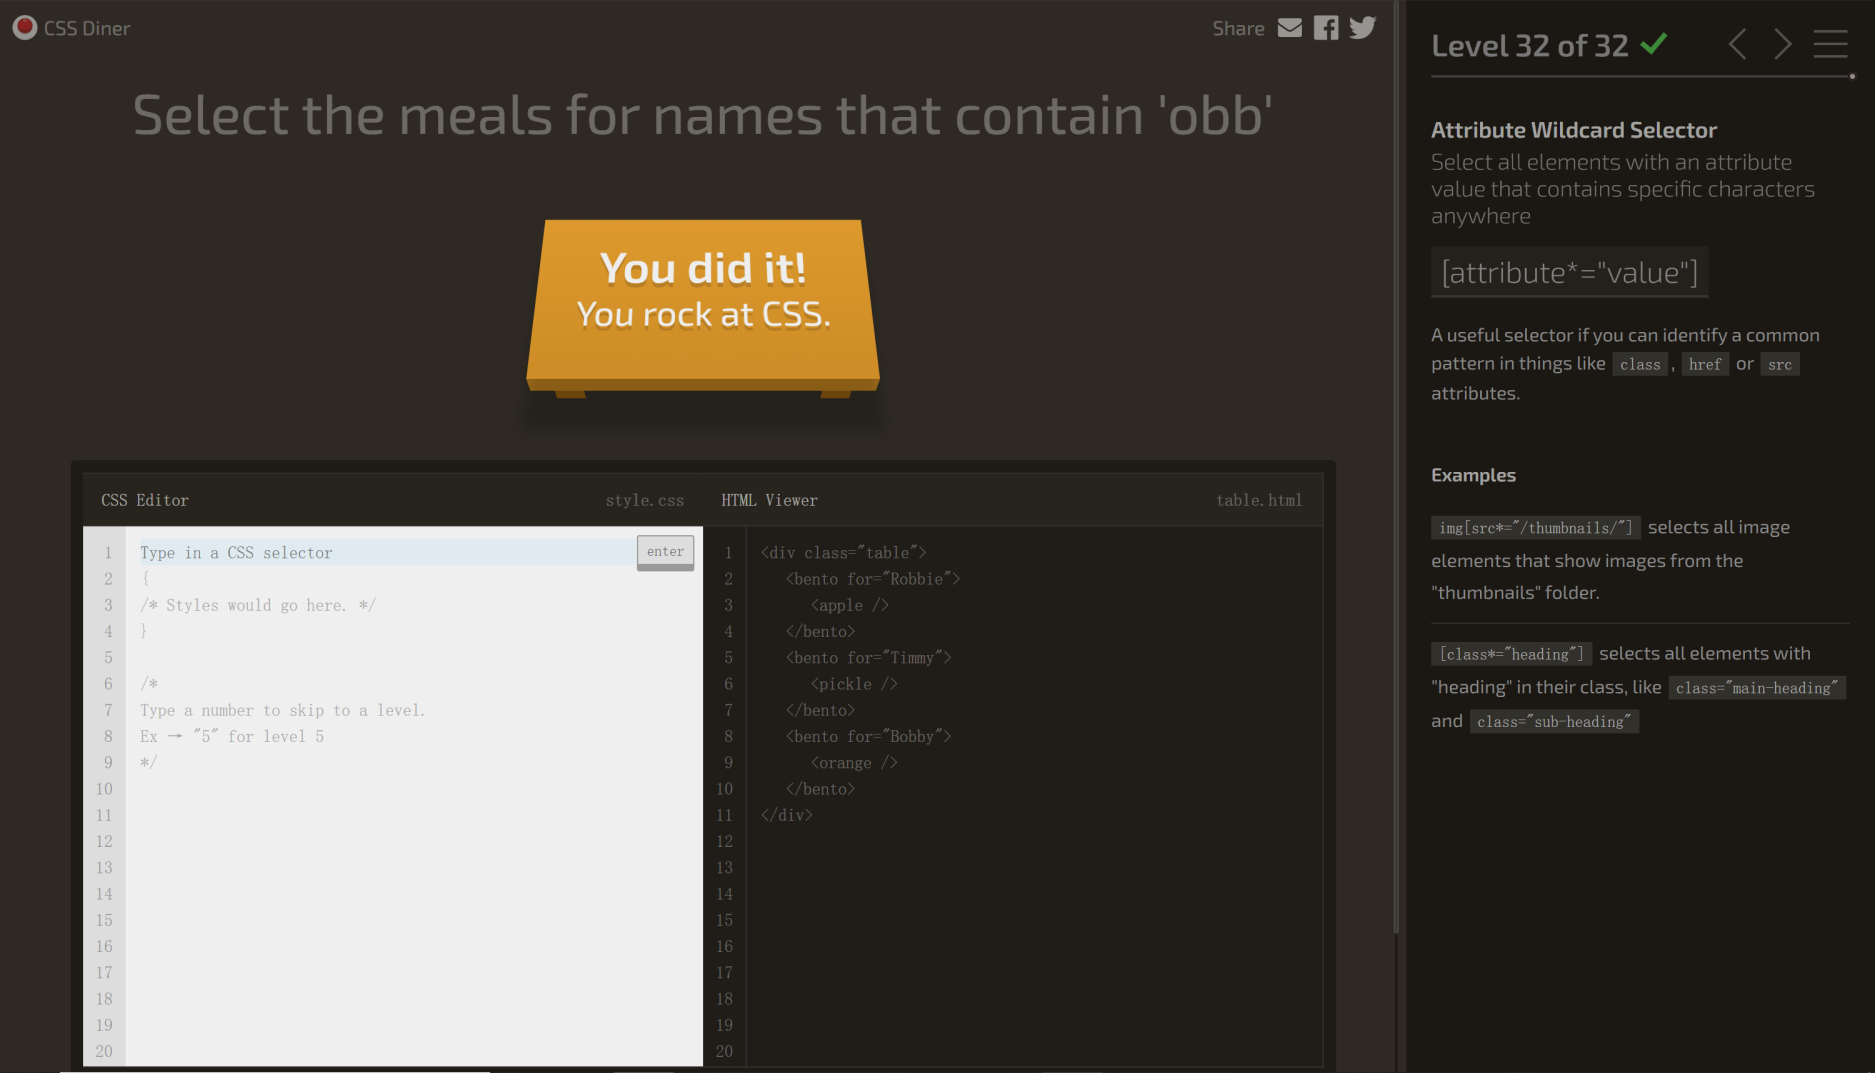 CSS Diner
Share
Select the meals for names that contain 'obb'
You did it!
You rock at CSS.
CSS Editor
style.css
HTML Viewer
table.html
1 Type in a CSS selector
enter
2 {
3 /* Styles would go here. */
4 }
5
6 /*
7 Type a number to skip to a level.
8 Ex → "5" for level 5
9 */
10
11
12
13
14
15
16
17
18
19
20
1 <div class="table">
2 <bento for="Robbie">
3 <apple />
4 </bento>
5 <bento for="Timmy">
6 <pickle />
7 </bento>
8 <bento for="Bobby">
9 <orange />
10 </bento>
11 </div>
12
13
14
15
16
17
18
19
20
Level 32 of 32
Attribute Wildcard Selector
Select all elements with an attribute
value that contains specific characters
anywhere
[attribute*="value"]
A useful selector if you can identify a common
pattern in things like class , href or src
attributes.
Examples
img[src*="/thumbnails/"] selects all image
elements that show images from the
"thumbnails" folder.
[class*="heading"] selects all elements with
"heading" in their class, like class="main-heading"
and class="sub-heading"